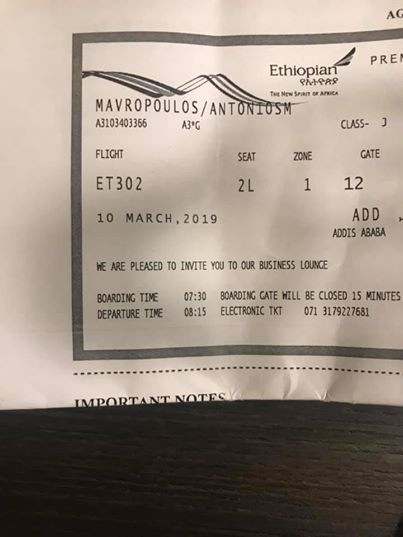 AG
PREM
Ethiopian
የኢትዮጵያ
THE NEW SPIRIT OF AFRICA
MAVROPOULOS/ANTONIOSM
A3103403366 A3*G CLASS- J
FLIGHT SEAT ZONE GATE
ET302 2L 1 12
10 MARCH,2019 ADD
ADDIS ABABA
WE ARE PLEASED TO INVITE YOU TO OUR BUSINESS LOUNGE
BOARDING TIME 07:30 BOARDING GATE WILL BE CLOSED 15 MINUTES
DEPARTURE TIME 08:15 ELECTRONIC TKT 071 3179227681
IMPORTANT NOTES